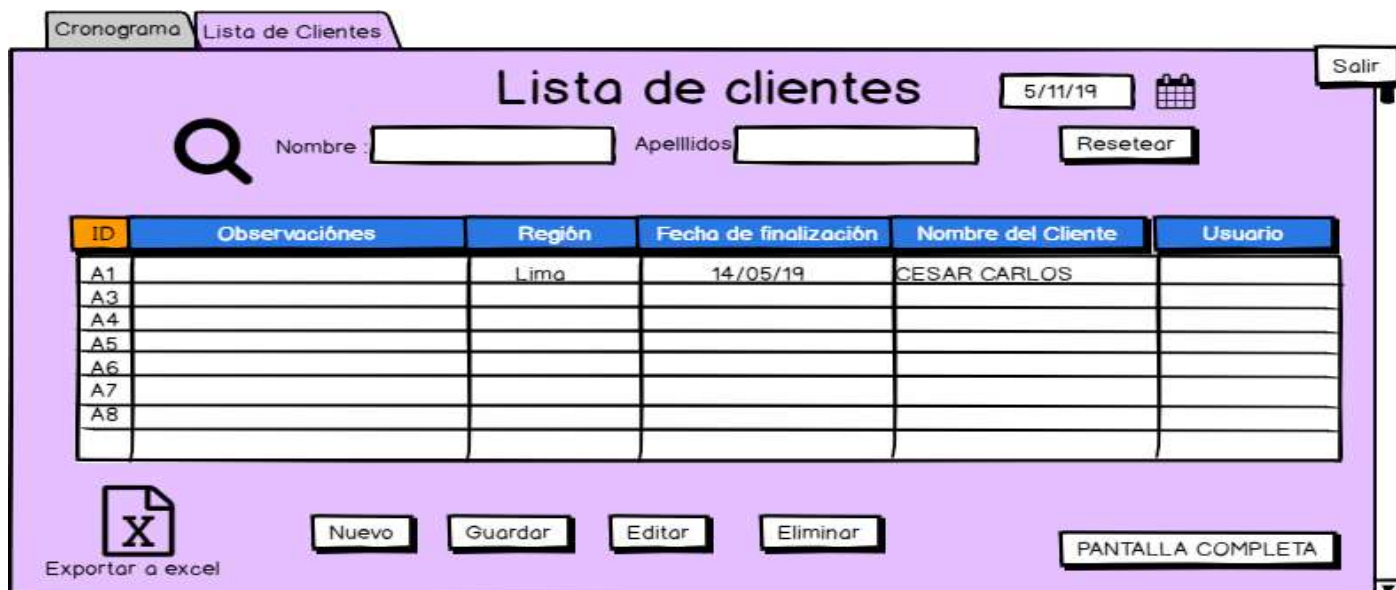 Cronograma Lista de Clientes
Salir
Lista de clientes 5/11/19
Nombre : Apelllidos Resetear
ID Observaciónes Región Fecha de finalización Nombre del Cliente Usuario
A1 Lima 14/05/19 CESAR CARLOS
A3
A4
A5
A6
A7
A8
X
Nuevo Guardar Editar Eliminar
PANTALLA COMPLETA
Exportar a excel